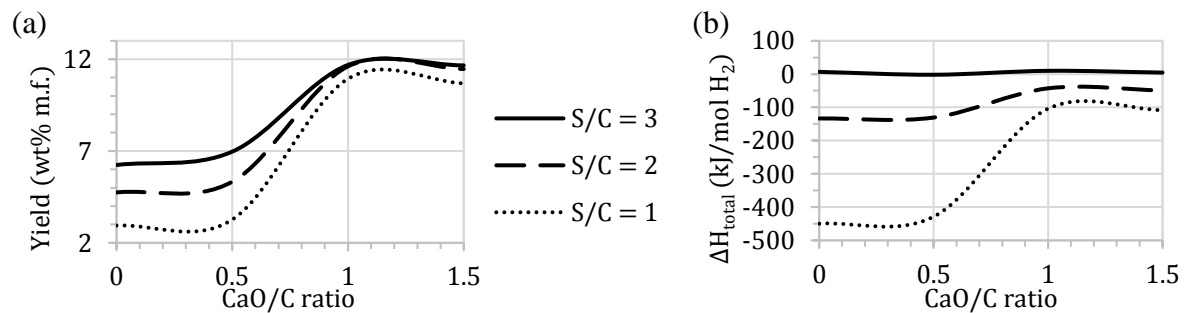 (a)
Yield (wt% m.f.)
12
7
2
0
0.5
1
1.5
CaO/C ratio
S/C = 3
S/C = 2
S/C = 1
(b)
ΔH_total (kJ/mol H₂)
100
0
-100
-200
-300
-400
-500
0
0.5
1
1.5
CaO/C ratio